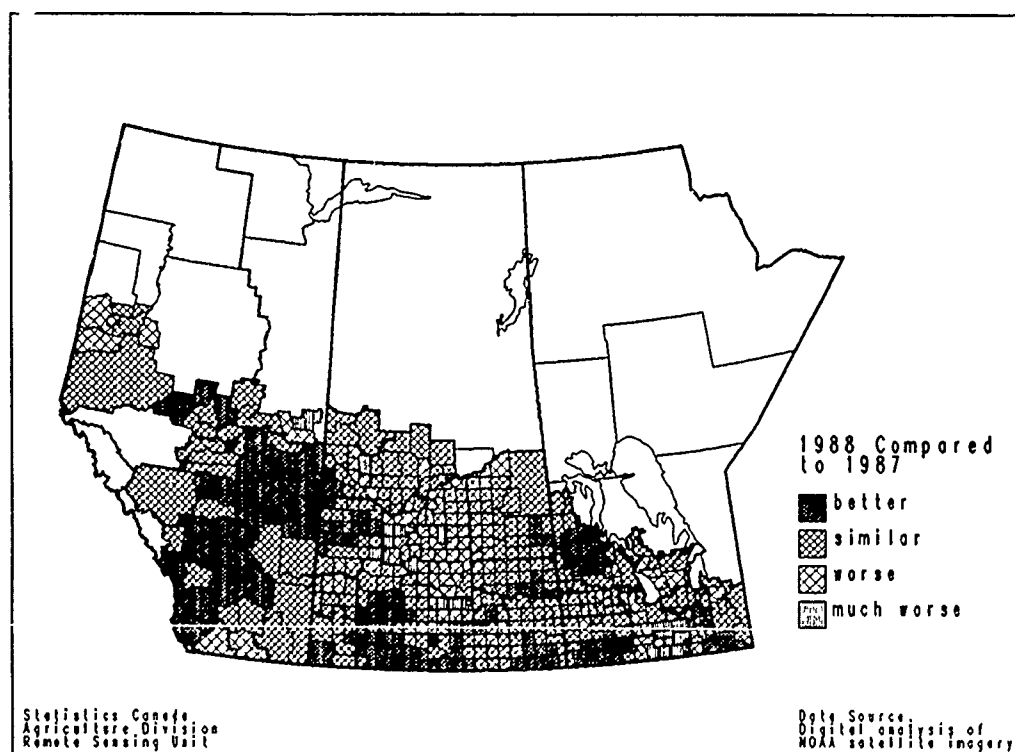 1988 Compared
to 1987
better
similar
worse
much worse
Statistics Canada
Agriculture Division
Remote Sensing Unit
Data Source
Digital analysis of
NOAA satellite imagery